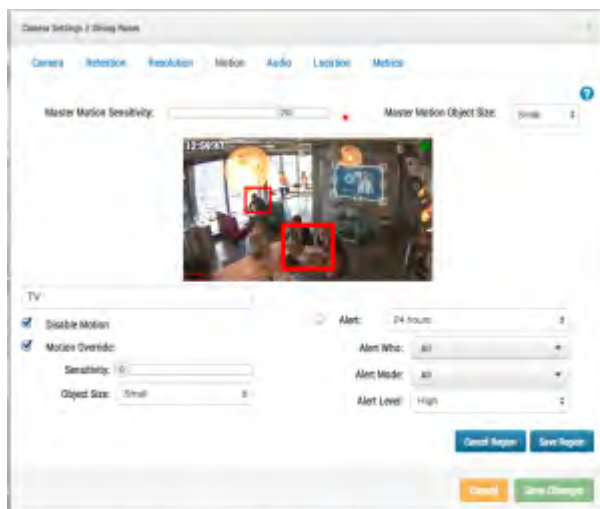 Camera Settings / Dining Room
Camera Retention Resolution Motion Audio Location Metrics
Master Motion Sensitivity: Master Motion Object Size: Small
TV
Disable Motion
Alert: 24 hours
Motion Override:
Alert Who: All
Sensitivity: 0
Alert Mode: All
Object Size: Small
Alert Level: High
Cancel Region Save Region
Cancel Save Changes